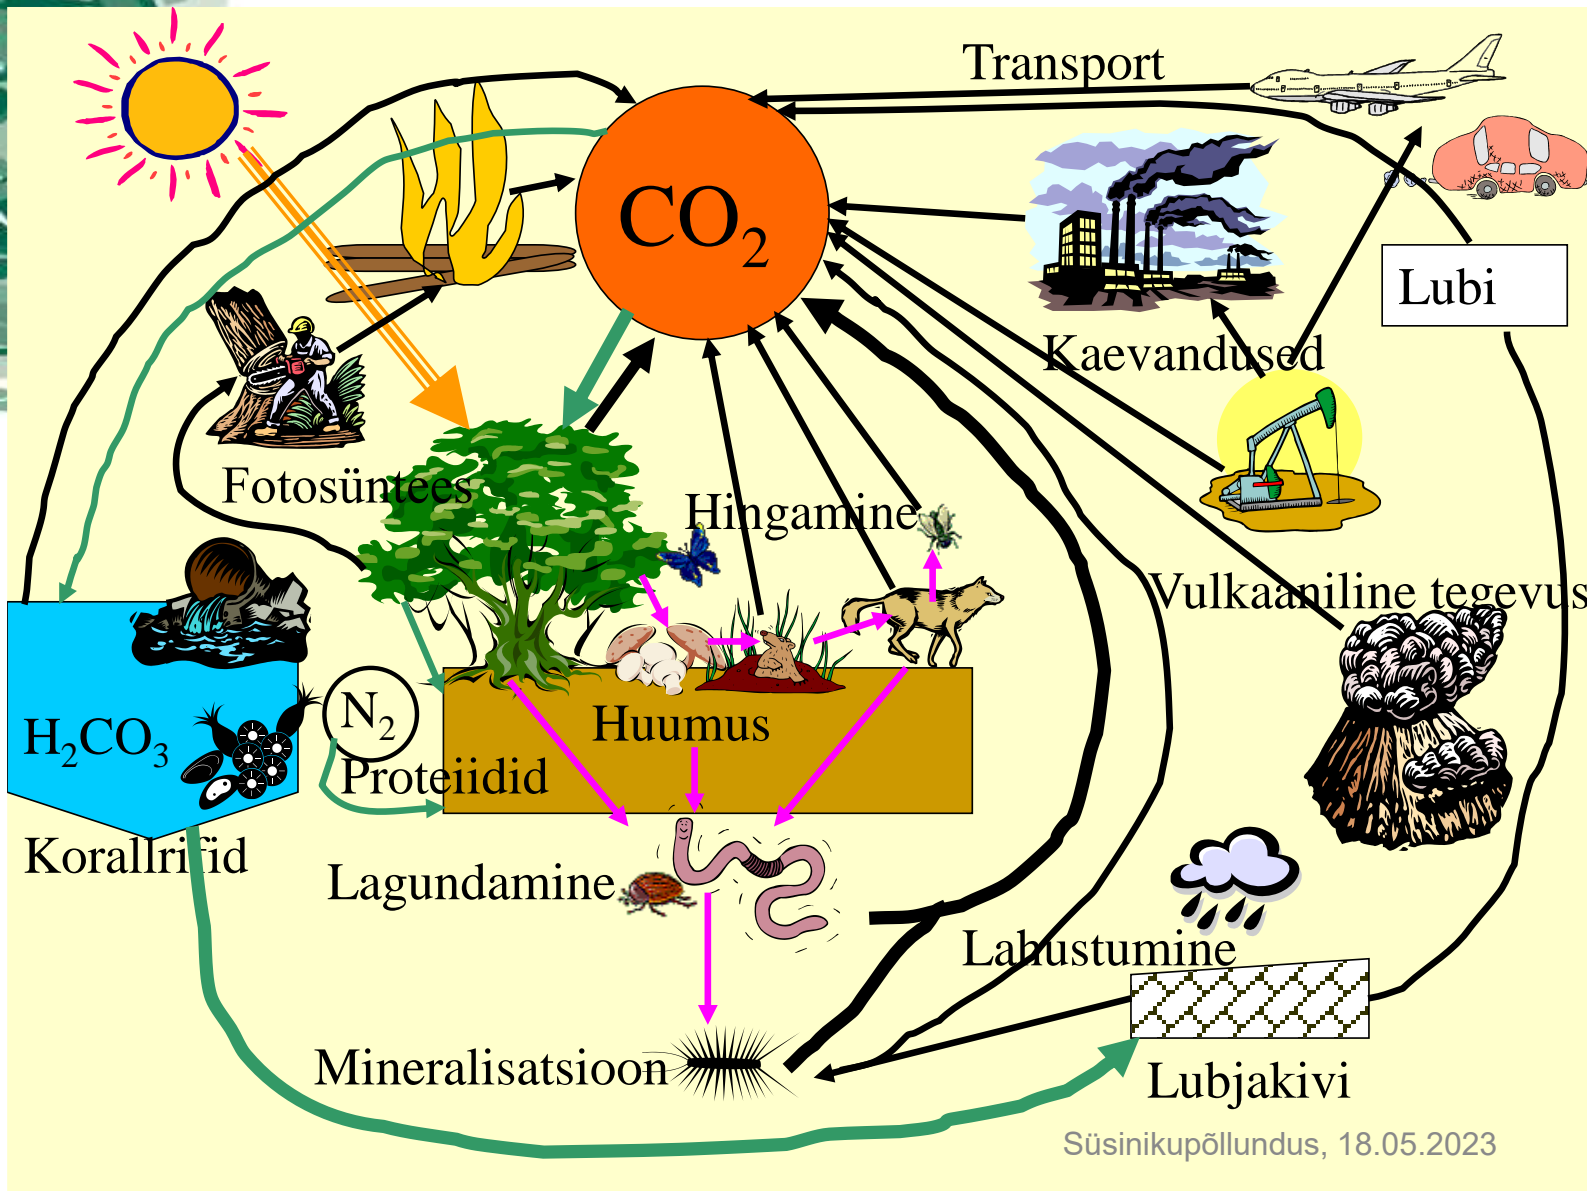 Transport
CO₂
Lubi
Kaevandused
Fotosüntees
Hingamine
Vulkaaniline tegevus
H₂CO₃
N₂
Huumus
Proteiidid
Korallrifid
Lagundamine
Lahustumine
Mineralisatsioon
Lubjakivi
Süsinikupõllundus, 18.05.2023